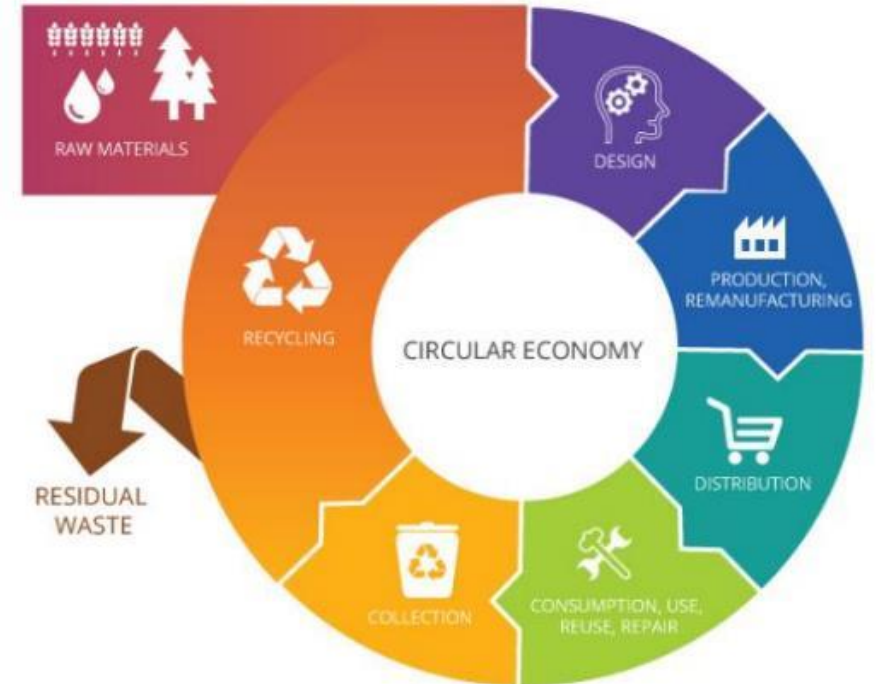 RAW MATERIALS
DESIGN
PRODUCTION,
REMANUFACTURING
RECYCLING
CIRCULAR ECONOMY
DISTRIBUTION
RESIDUAL
WASTE
CONSUMPTION, USE,
REUSE, REPAIR
COLLECTION